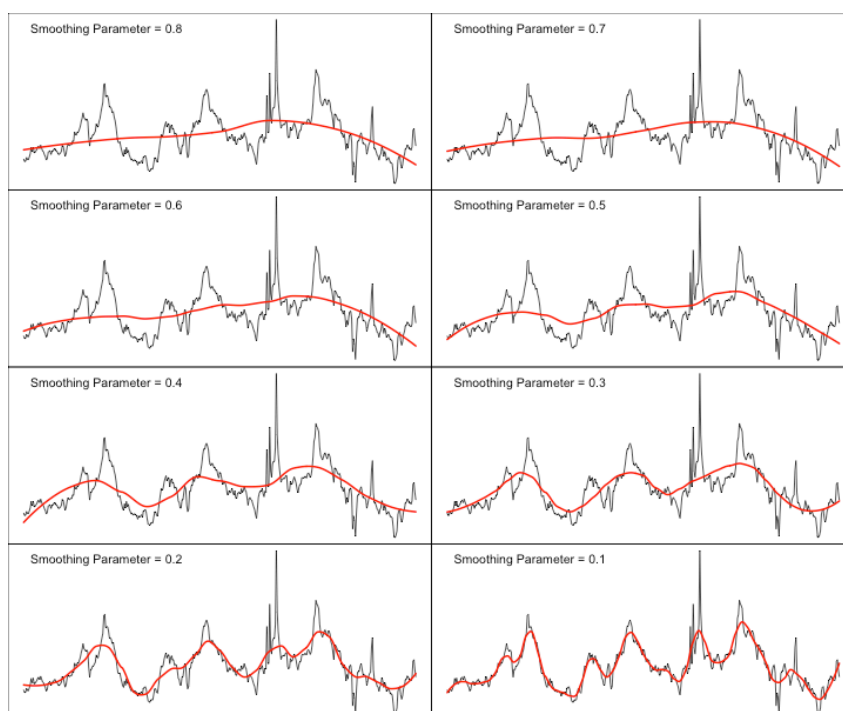 Smoothing Parameter = 0.8
Smoothing Parameter = 0.7
Smoothing Parameter = 0.6
Smoothing Parameter = 0.5
Smoothing Parameter = 0.4
Smoothing Parameter = 0.3
Smoothing Parameter = 0.2
Smoothing Parameter = 0.1